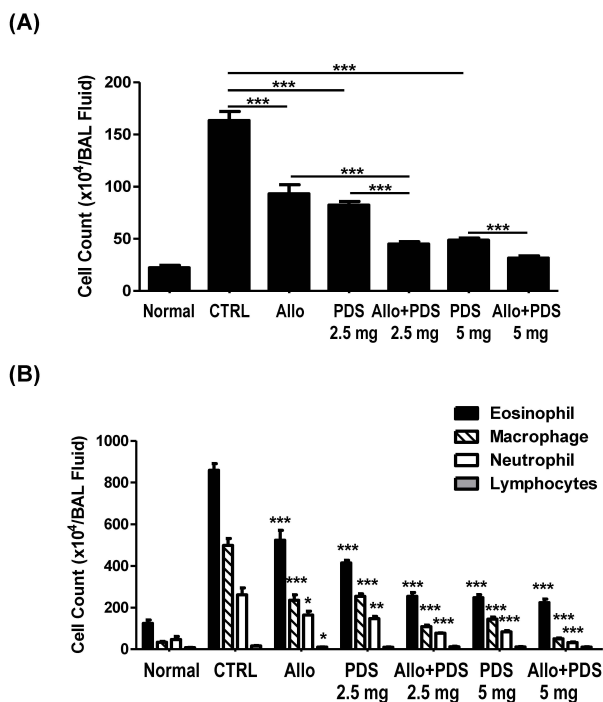 (A)
***
***
***
***
***
***
Cell Count (x10⁴/BAL Fluid)
200
150
100
50
0
Normal CTRL Allo PDS Allo+PDS PDS Allo+PDS
2.5 mg 2.5 mg 5 mg 5 mg
(B)
Eosinophil
Macrophage
Neutrophil
Lymphocytes
Cell Count (x10⁴/BAL Fluid)
1000
800
600
400
200
0
*** *** * *
*** *** **
*** *** ***
*** *** ***
*** *** ***
Normal CTRL Allo PDS Allo+PDS PDS Allo+PDS
2.5 mg 2.5 mg 5 mg 5 mg